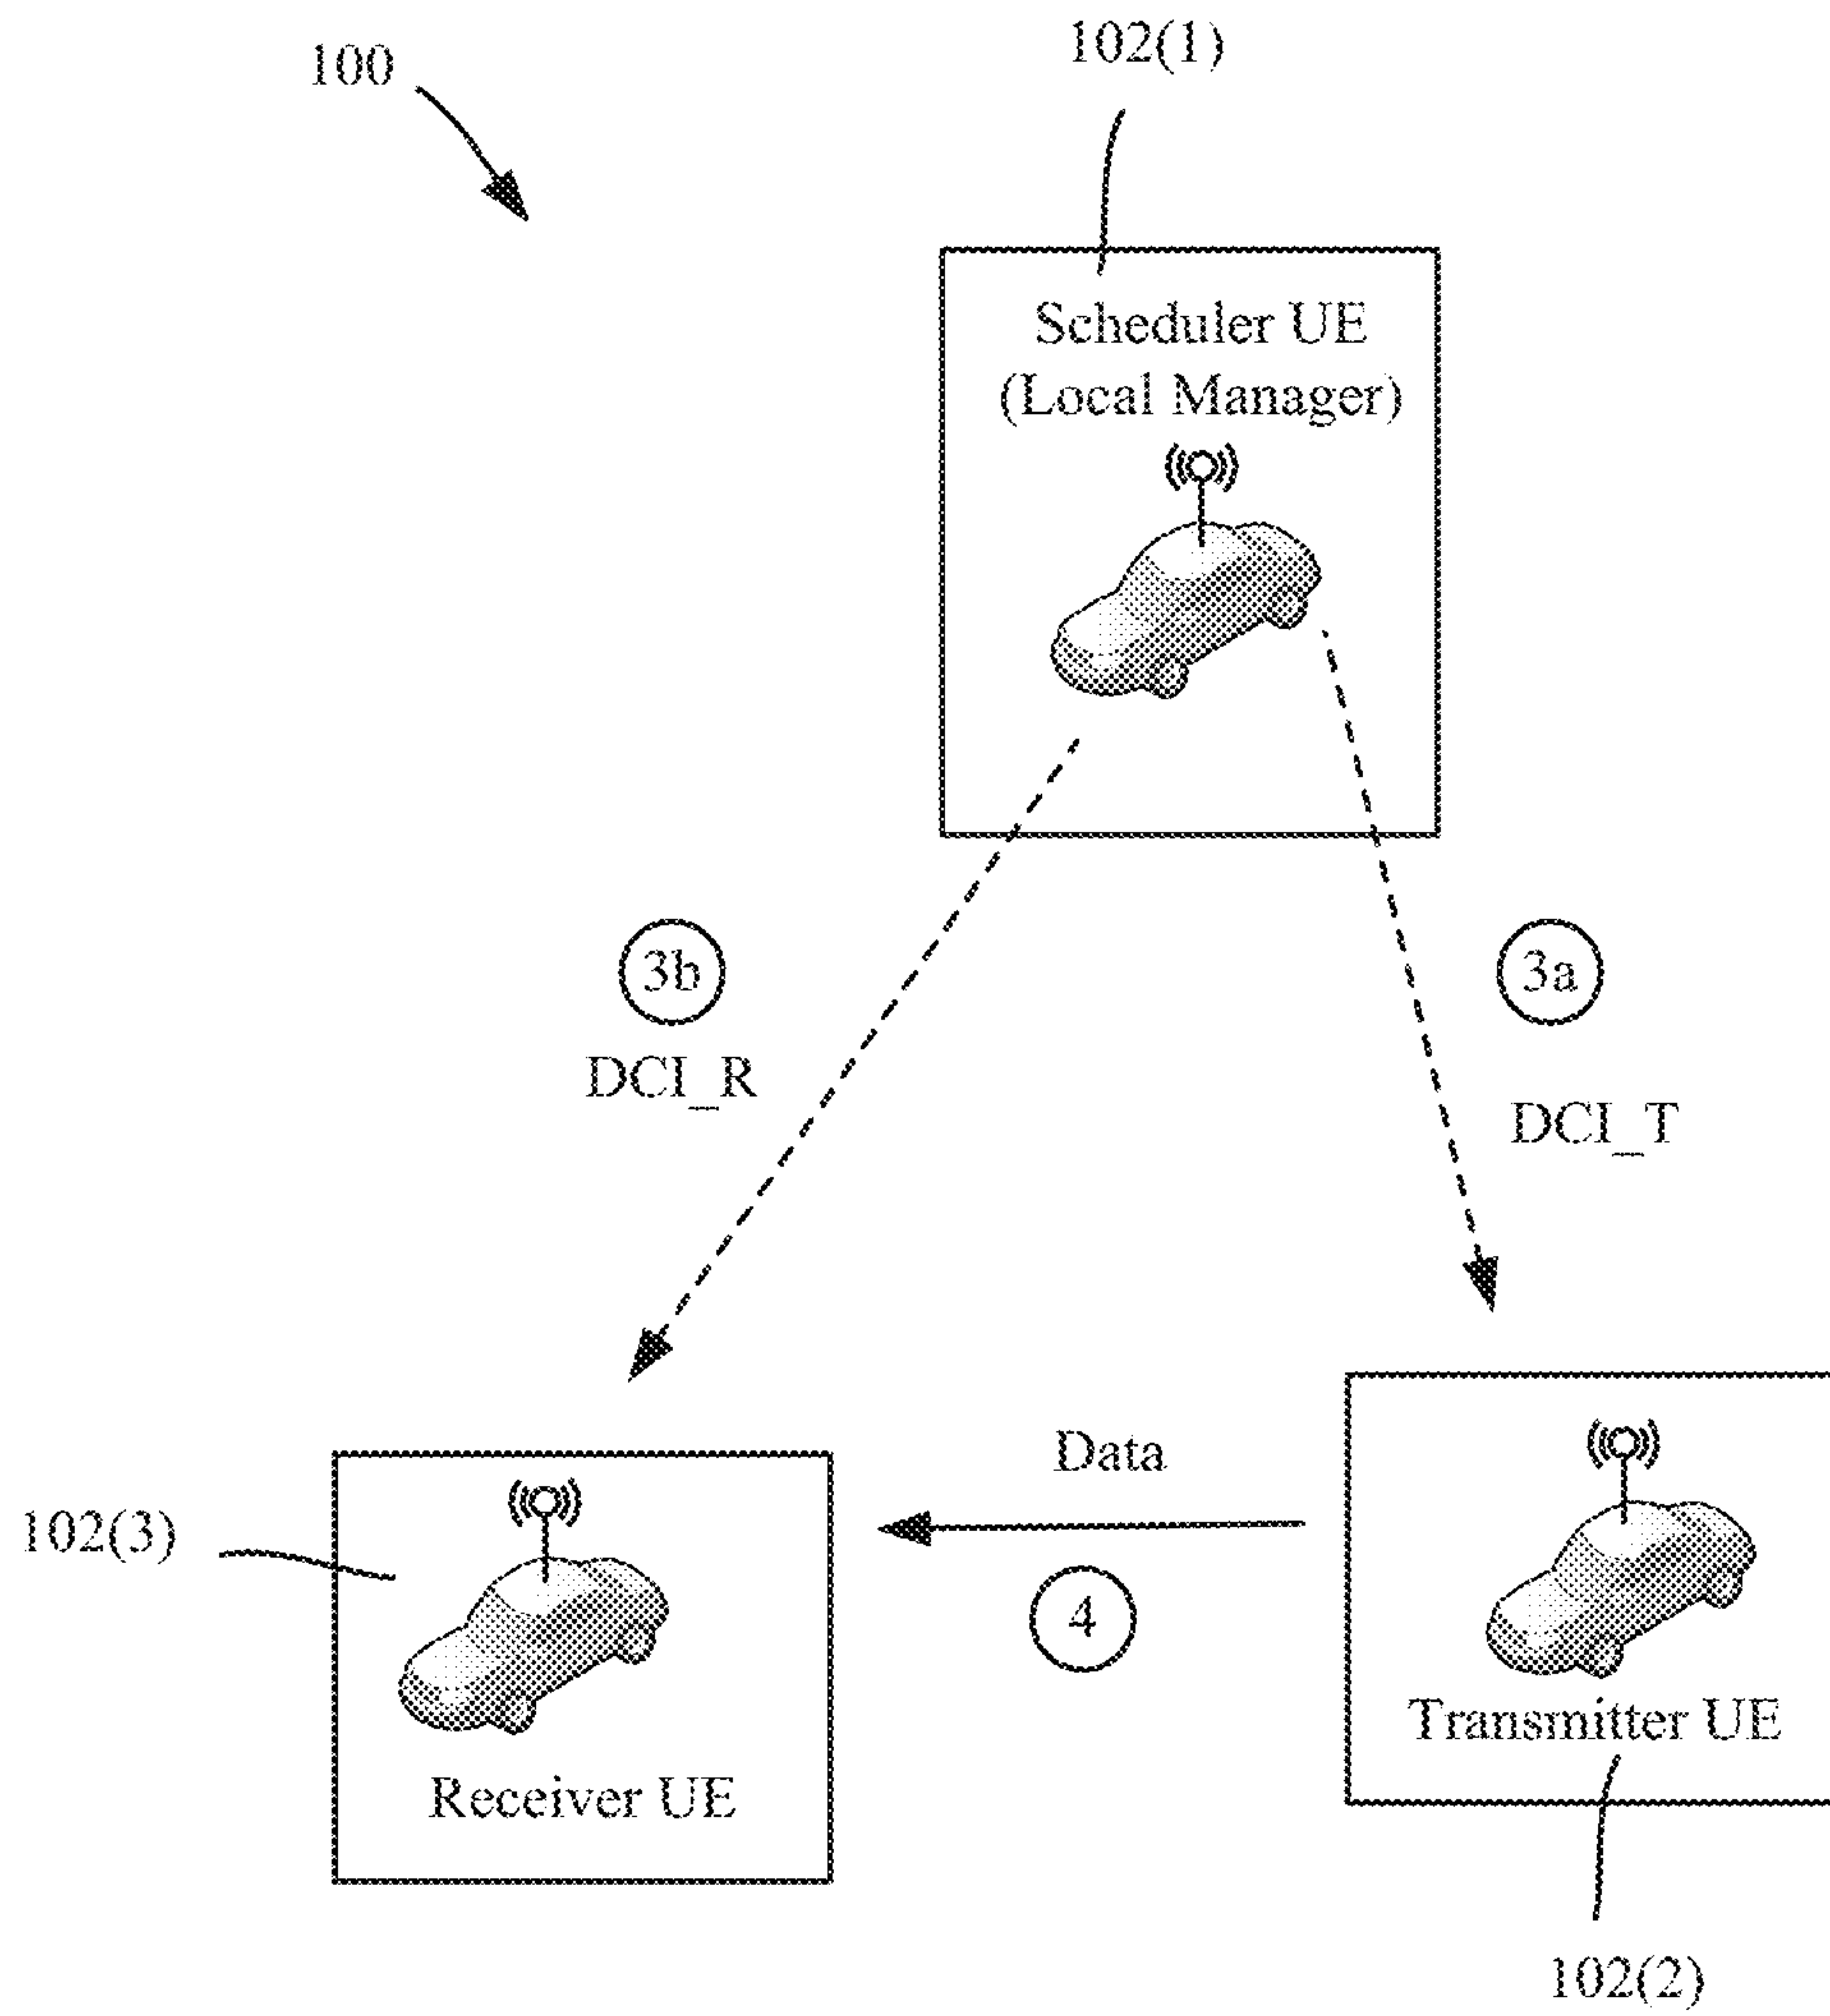 100
102(1)
Scheduler UE
(Local Manager)
3b
3a
DCI_R
DCI_T
Data
102(3)
4
Transmitter UE
Receiver UE
102(2)